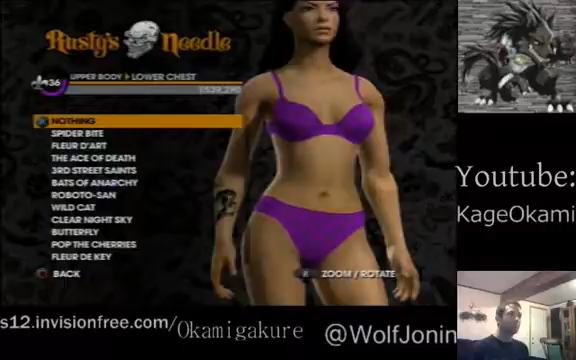 Rusty's Needle
36 UPPER BODY LOWER CHEST
NOTHING
SPIDER BITE
FLEUR D'ART
THE ACE OF DEATH
3RD STREET SAINTS
BATS OF ANARCHY
ROBOTO-SAN
WILD CAT
CLEAR NIGHT SKY
BUTTERFLY
POP THE CHERRIES
FLEUR DE KEY
BACK
ZOOM / ROTATE
Youtube:
KageOkami
s12.invisionfree.com/Okamigakure
@WolfJonin